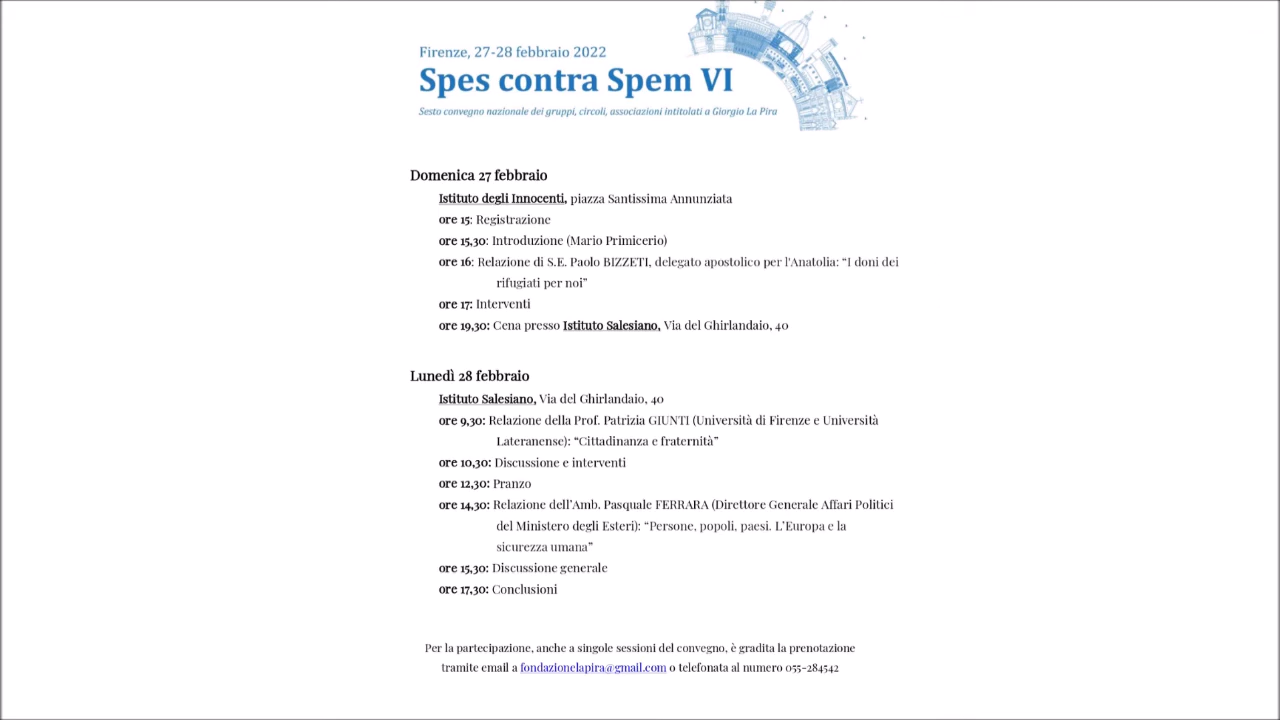 Firenze, 27-28 febbraio 2022
Spes contra Spem VI
Sesto convegno nazionale dei gruppi, circoli, associazioni intitolati a Giorgio La Pira
Domenica 27 febbraio
Istituto degli Innocenti, piazza Santissima Annunziata
ore 15: Registrazione
ore 15,30: Introduzione (Mario Primicerio)
ore 16: Relazione di S.E. Paolo BIZZETI, delegato apostolico per l'Anatolia: “I doni dei
rifugiati per noi”
ore 17: Interventi
ore 19,30: Cena presso Istituto Salesiano, Via del Ghirlandaio, 40
Lunedì 28 febbraio
Istituto Salesiano, Via del Ghirlandaio, 40
ore 9,30: Relazione della Prof. Patrizia GIUNTI (Università di Firenze e Università
Lateranense): “Cittadinanza e fraternità”
ore 10,30: Discussione e interventi
ore 12,30: Pranzo
ore 14,30: Relazione dell’Amb. Pasquale FERRARA (Direttore Generale Affari Politici
del Ministero degli Esteri): “Persone, popoli, paesi. L’Europa e la
sicurezza umana”
ore 15,30: Discussione generale
ore 17,30: Conclusioni
Per la partecipazione, anche a singole sessioni del convegno, è gradita la prenotazione
tramite email a fondazionelapira@gmail.com o telefonata al numero 055-284542